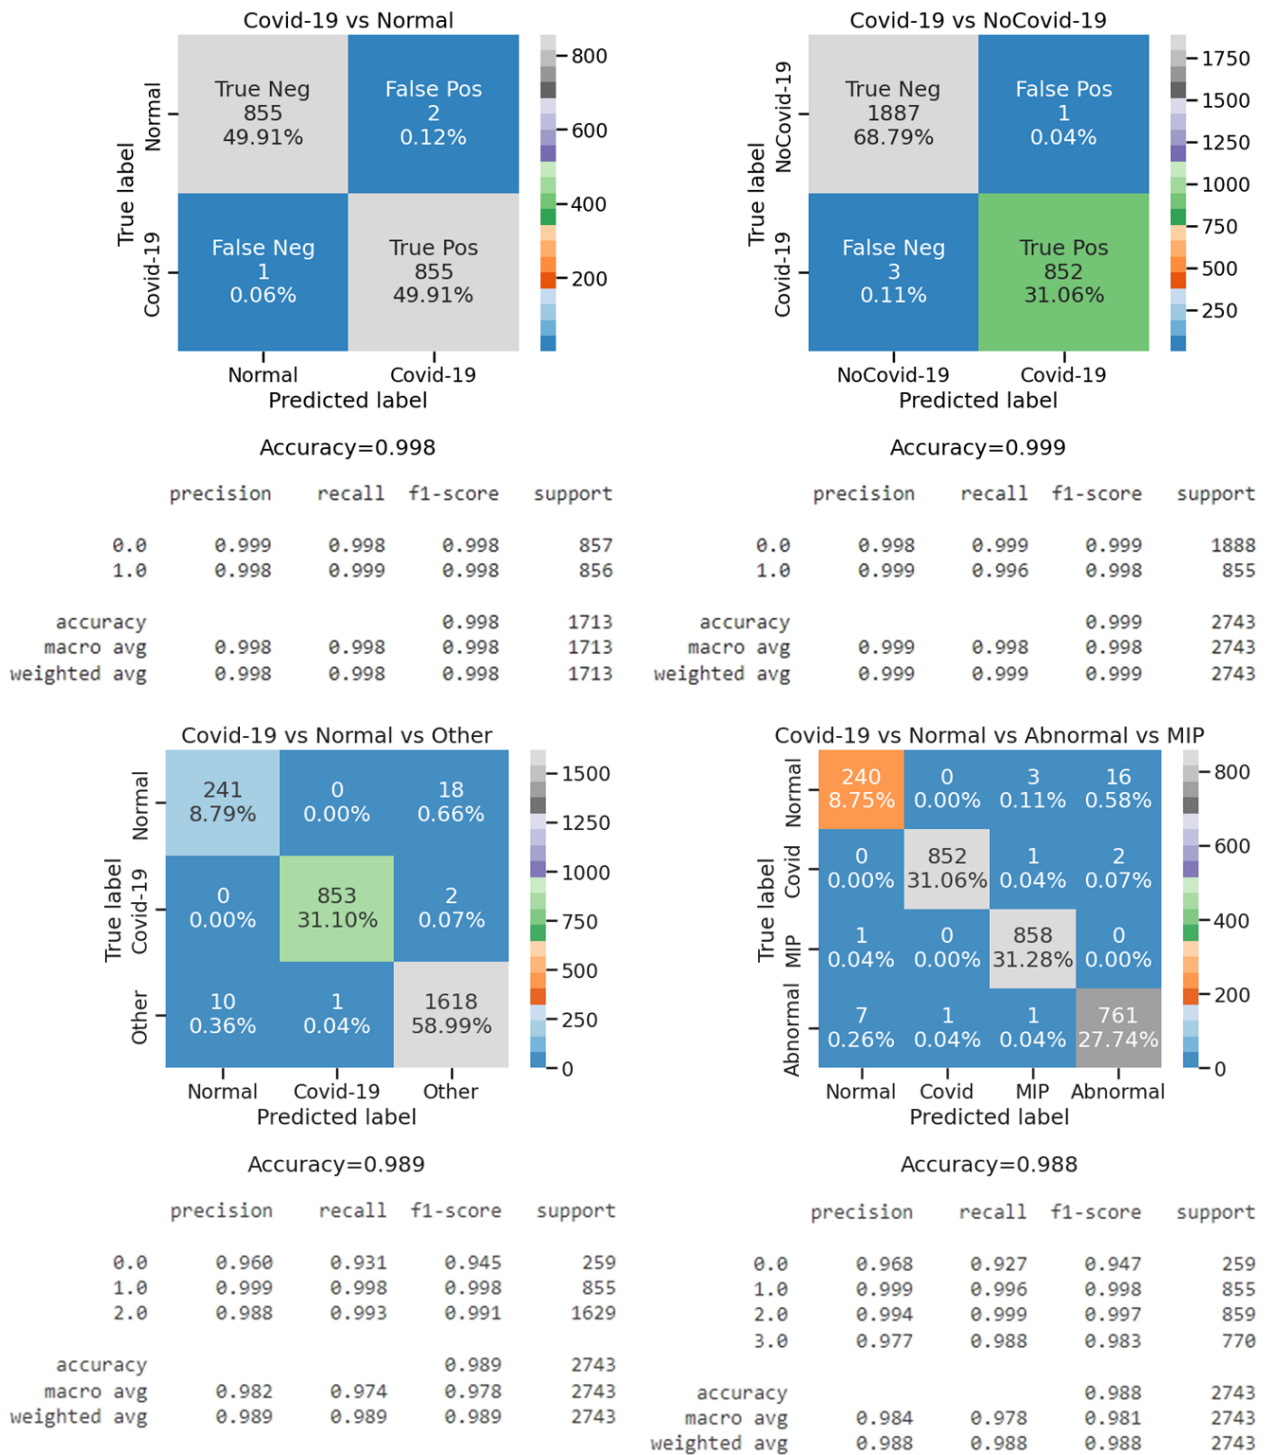 Covid-19 vs Normal
True label
Normal
Covid-19
True Neg
855
49.91%
False Pos
2
0.12%
False Neg
1
0.06%
True Pos
855
49.91%
800
600
400
200
Normal Covid-19
Predicted label
Accuracy=0.998
precision recall f1-score support
0.0 0.999 0.998 0.998 857
1.0 0.998 0.999 0.998 856
accuracy 0.998 1713
macro avg 0.998 0.998 0.998 1713
weighted avg 0.998 0.998 0.998 1713
Covid-19 vs NoCovid-19
True label
NoCovid-19
Covid-19
True Neg
1887
68.79%
False Pos
1
0.04%
False Neg
3
0.11%
True Pos
852
31.06%
1750
1500
1250
1000
750
500
250
NoCovid-19 Covid-19
Predicted label
Accuracy=0.999
precision recall f1-score support
0.0 0.998 0.999 0.999 1888
1.0 0.999 0.996 0.998 855
accuracy 0.999 2743
macro avg 0.999 0.998 0.998 2743
weighted avg 0.999 0.999 0.999 2743
Covid-19 vs Normal vs Other
True label
Normal
Covid-19
Other
241 0 18
8.79% 0.00% 0.66%
0 853 2
0.00% 31.10% 0.07%
10 1 1618
0.36% 0.04% 58.99%
1500
1250
1000
750
500
250
0
Normal Covid-19 Other
Predicted label
Accuracy=0.989
precision recall f1-score support
0.0 0.960 0.931 0.945 259
1.0 0.999 0.998 0.998 855
2.0 0.988 0.993 0.991 1629
accuracy 0.989 2743
macro avg 0.982 0.974 0.978 2743
weighted avg 0.989 0.989 0.989 2743
Covid-19 vs Normal vs Abnormal vs MIP
True label
Normal
Covid
MIP
Abnormal
240 0 3 16
8.75% 0.00% 0.11% 0.58%
0 852 1 2
0.00% 31.06% 0.04% 0.07%
1 0 858 0
0.04% 0.00% 31.28% 0.00%
7 1 1 761
0.26% 0.04% 0.04% 27.74%
800
600
400
200
0
Normal Covid MIP Abnormal
Predicted label
Accuracy=0.988
precision recall f1-score support
0.0 0.968 0.927 0.947 259
1.0 0.999 0.996 0.998 855
2.0 0.994 0.999 0.997 859
3.0 0.977 0.988 0.983 770
accuracy 0.988 2743
macro avg 0.984 0.978 0.981 2743
weighted avg 0.988 0.988 0.988 2743